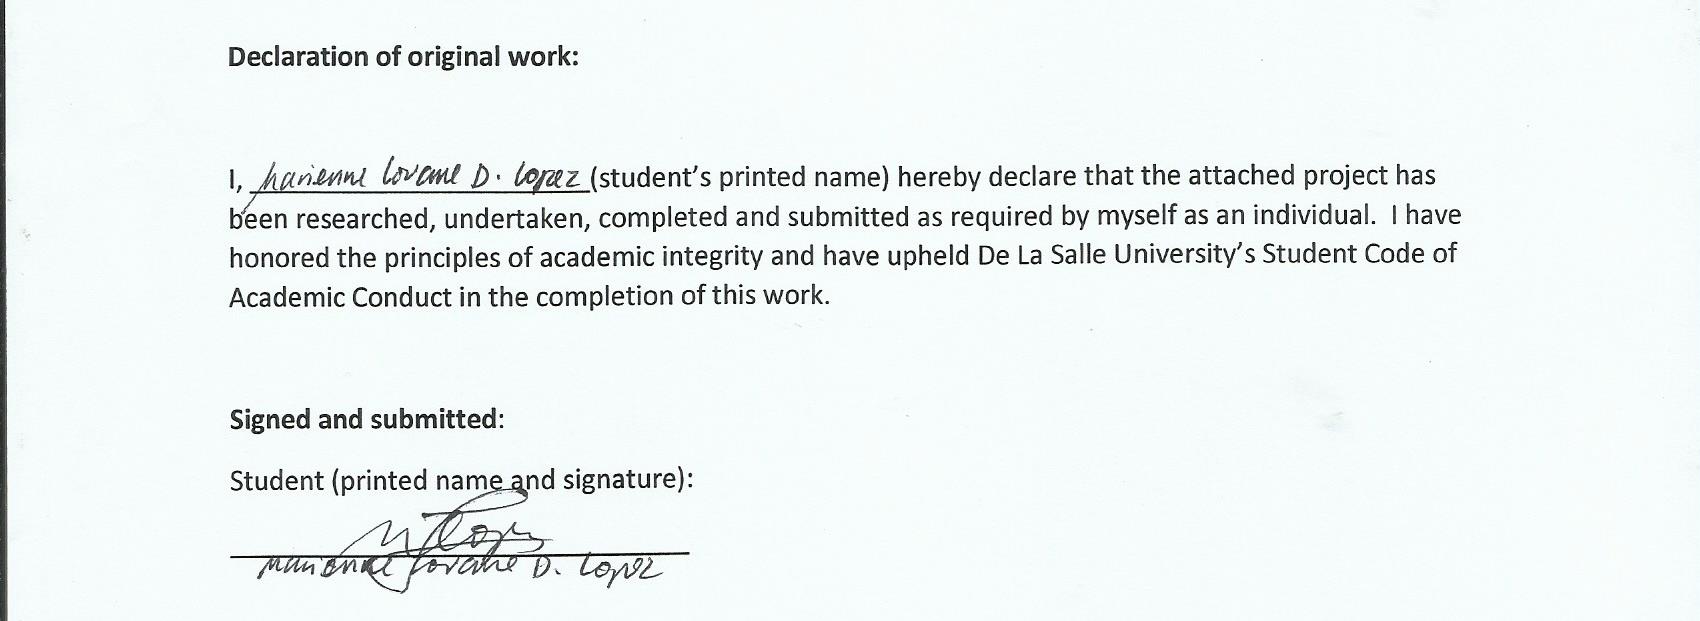 Declaration of original work:
I, Marienne Lovame D. Lopez (student's printed name) hereby declare that the attached project has
been researched, undertaken, completed and submitted as required by myself as an individual. I have
honored the principles of academic integrity and have upheld De La Salle University's Student Code of
Academic Conduct in the completion of this work.
Signed and submitted:
Student (printed name and signature):
Marienne D. Lopez